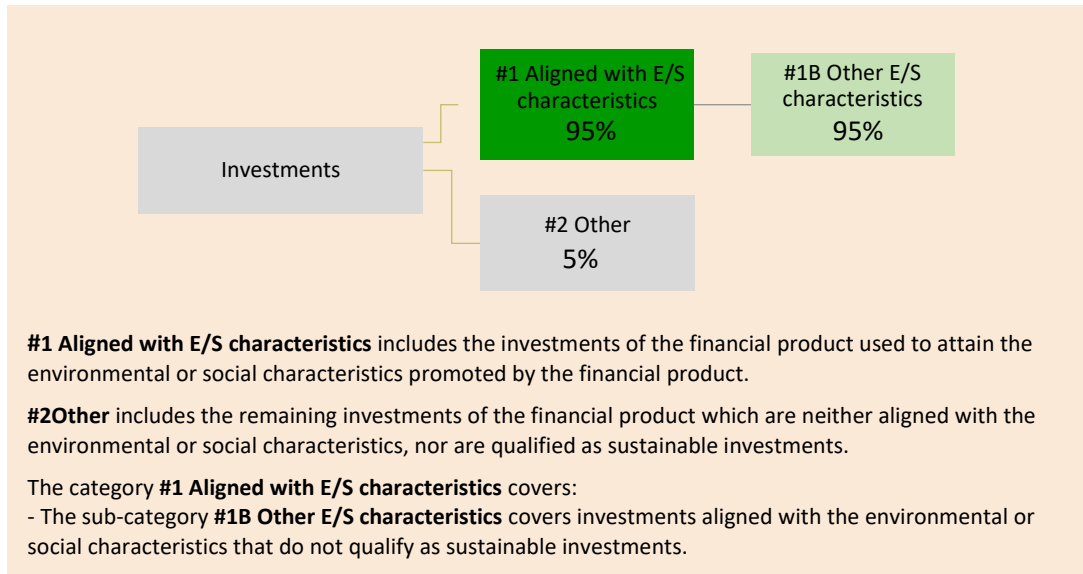 #1 Aligned with E/S
characteristics
95%
#1B Other E/S
characteristics
95%
Investments
#2 Other
5%
#1 Aligned with E/S characteristics includes the investments of the financial product used to attain the
environmental or social characteristics promoted by the financial product.
#2Other includes the remaining investments of the financial product which are neither aligned with the
environmental or social characteristics, nor are qualified as sustainable investments.
The category #1 Aligned with E/S characteristics covers:
- The sub-category #1B Other E/S characteristics covers investments aligned with the environmental or
social characteristics that do not qualify as sustainable investments.